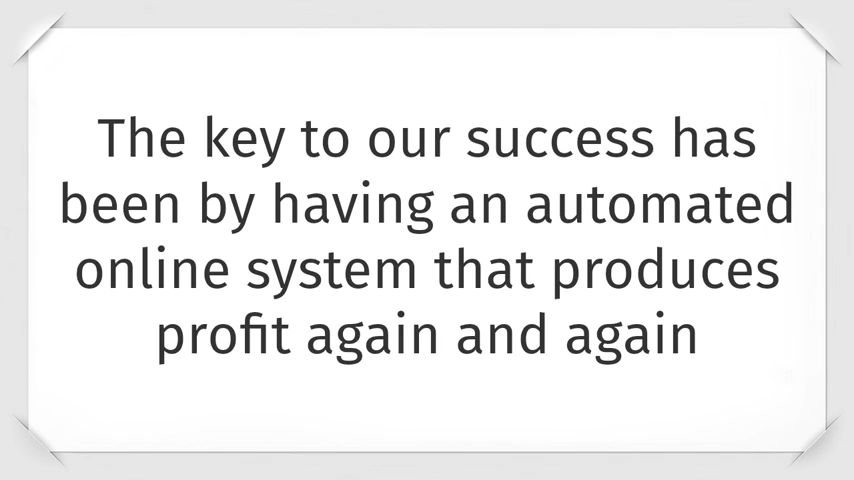 The key to our success has
been by having an automated
online system that produces
profit again and again